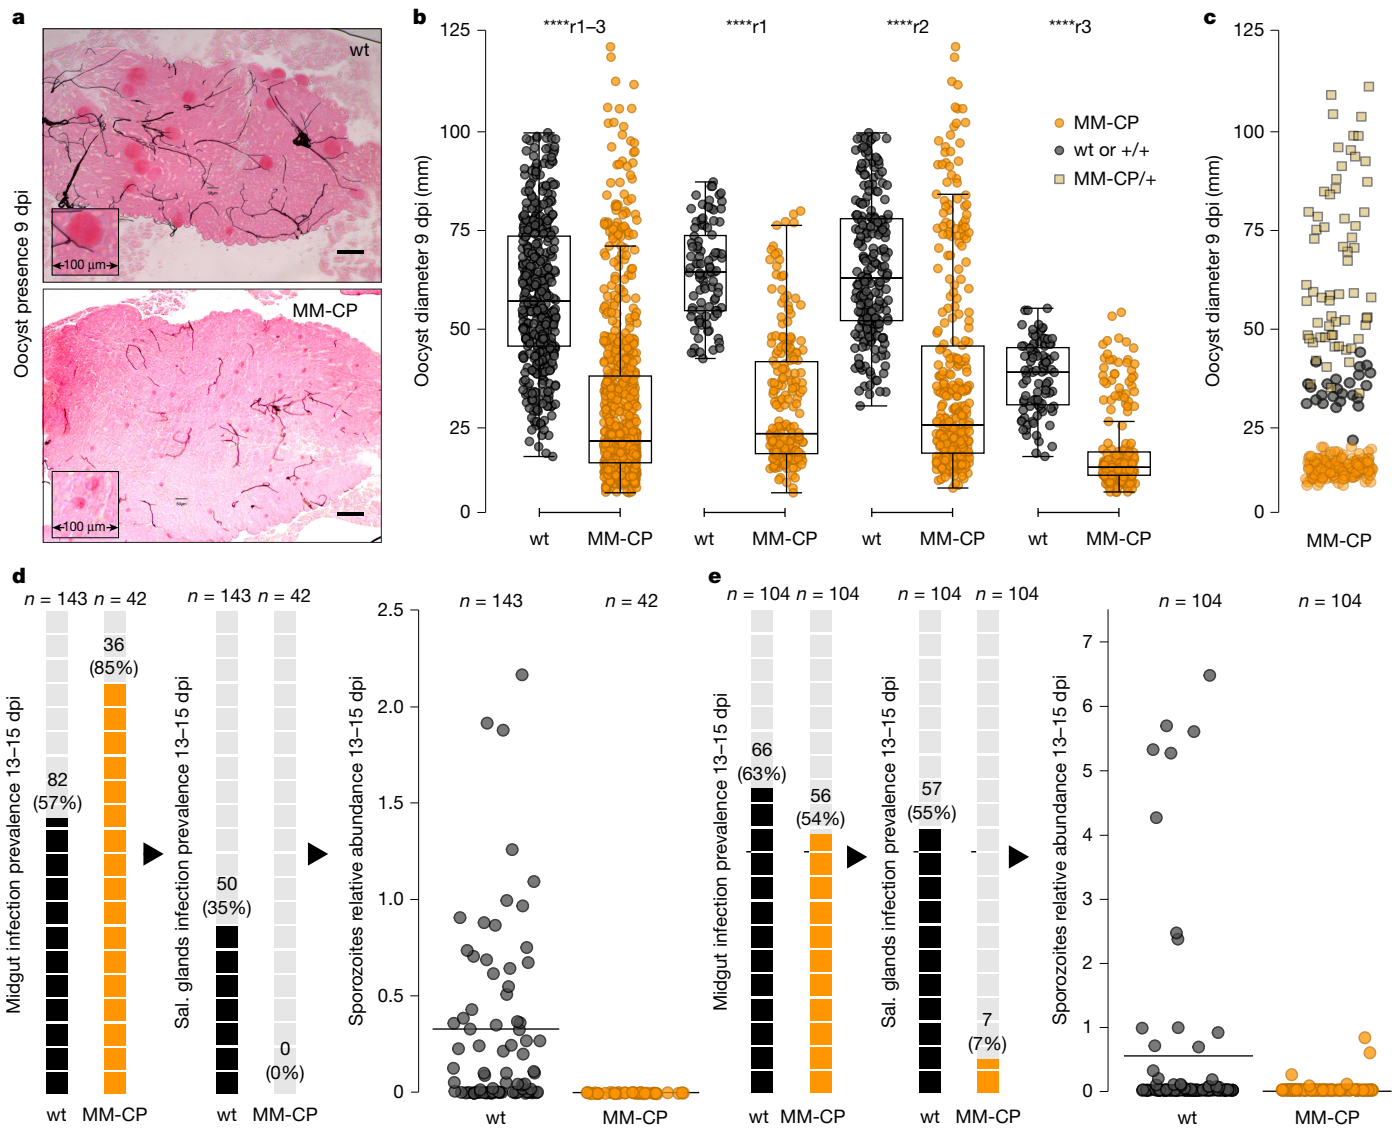 a
wt
Oocyst presence 9 dpi
100 μm
MM-CP
100 μm
b
****r1–3
****r1
****r2
****r3
Oocyst diameter 9 dpi (mm)
125
100
75
50
25
0
MM-CP
wt or +/+
MM-CP/+
wt
MM-CP
wt
MM-CP
wt
MM-CP
wt
MM-CP
c
Oocyst diameter 9 dpi (mm)
125
100
75
50
25
0
MM-CP
d
Midgut infection prevalence 13–15 dpi
n = 143
n = 42
82
(57%)
36
(85%)
wt
MM-CP
Sal. glands infection prevalence 13–15 dpi
n = 143
n = 42
50
(35%)
0
(0%)
wt
MM-CP
Sporozoites relative abundance 13–15 dpi
2.5
2.0
1.5
1.0
0.5
0
n = 143
n = 42
wt
MM-CP
e
Midgut infection prevalence 13–15 dpi
n = 104
n = 104
66
(63%)
56
(54%)
wt
MM-CP
Sal. glands infection prevalence 13–15 dpi
n = 104
n = 104
57
(55%)
7
(7%)
wt
MM-CP
Sporozoites relative abundance 13–15 dpi
7
6
5
4
3
2
1
0
n = 104
n = 104
wt
MM-CP